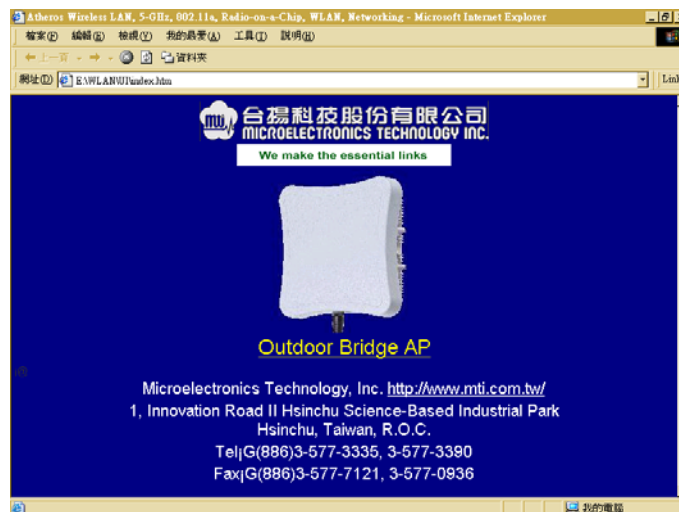 Atheros Wireless LAN, 5-GHz, 802.11a, Radio-on-a-Chip, WLAN, Networking - Microsoft Internet Explorer
檔案(F) 編輯(E) 檢視(V) 我的最愛(A) 工具(T) 說明(H)
上一頁 資料夾
網址(D) E:\WLAN\UI\index.htm Link
mti 台揚科技股份有限公司
MICROELECTRONICS TECHNOLOGY INC.
We make the essential links
Outdoor Bridge AP
Microelectronics Technology, Inc. http://www.mti.com.tw/
1, Innovation Road II Hsinchu Science-Based Industrial Park
Hsinchu, Taiwan, R.O.C.
Tel¡G(886)3-577-3335, 3-577-3390
Fax¡G(886)3-577-7121, 3-577-0936
我的電腦